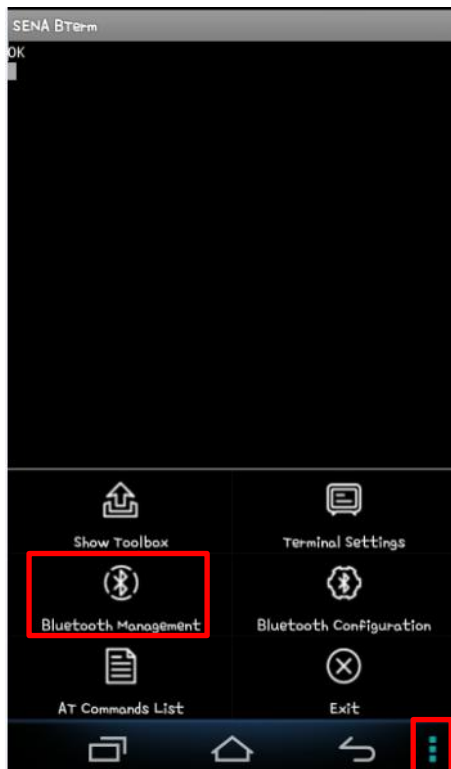 SENA BTerm
OK
Show Toolbox
Terminal Settings
Bluetooth Management
Bluetooth Configuration
AT Commands List
Exit